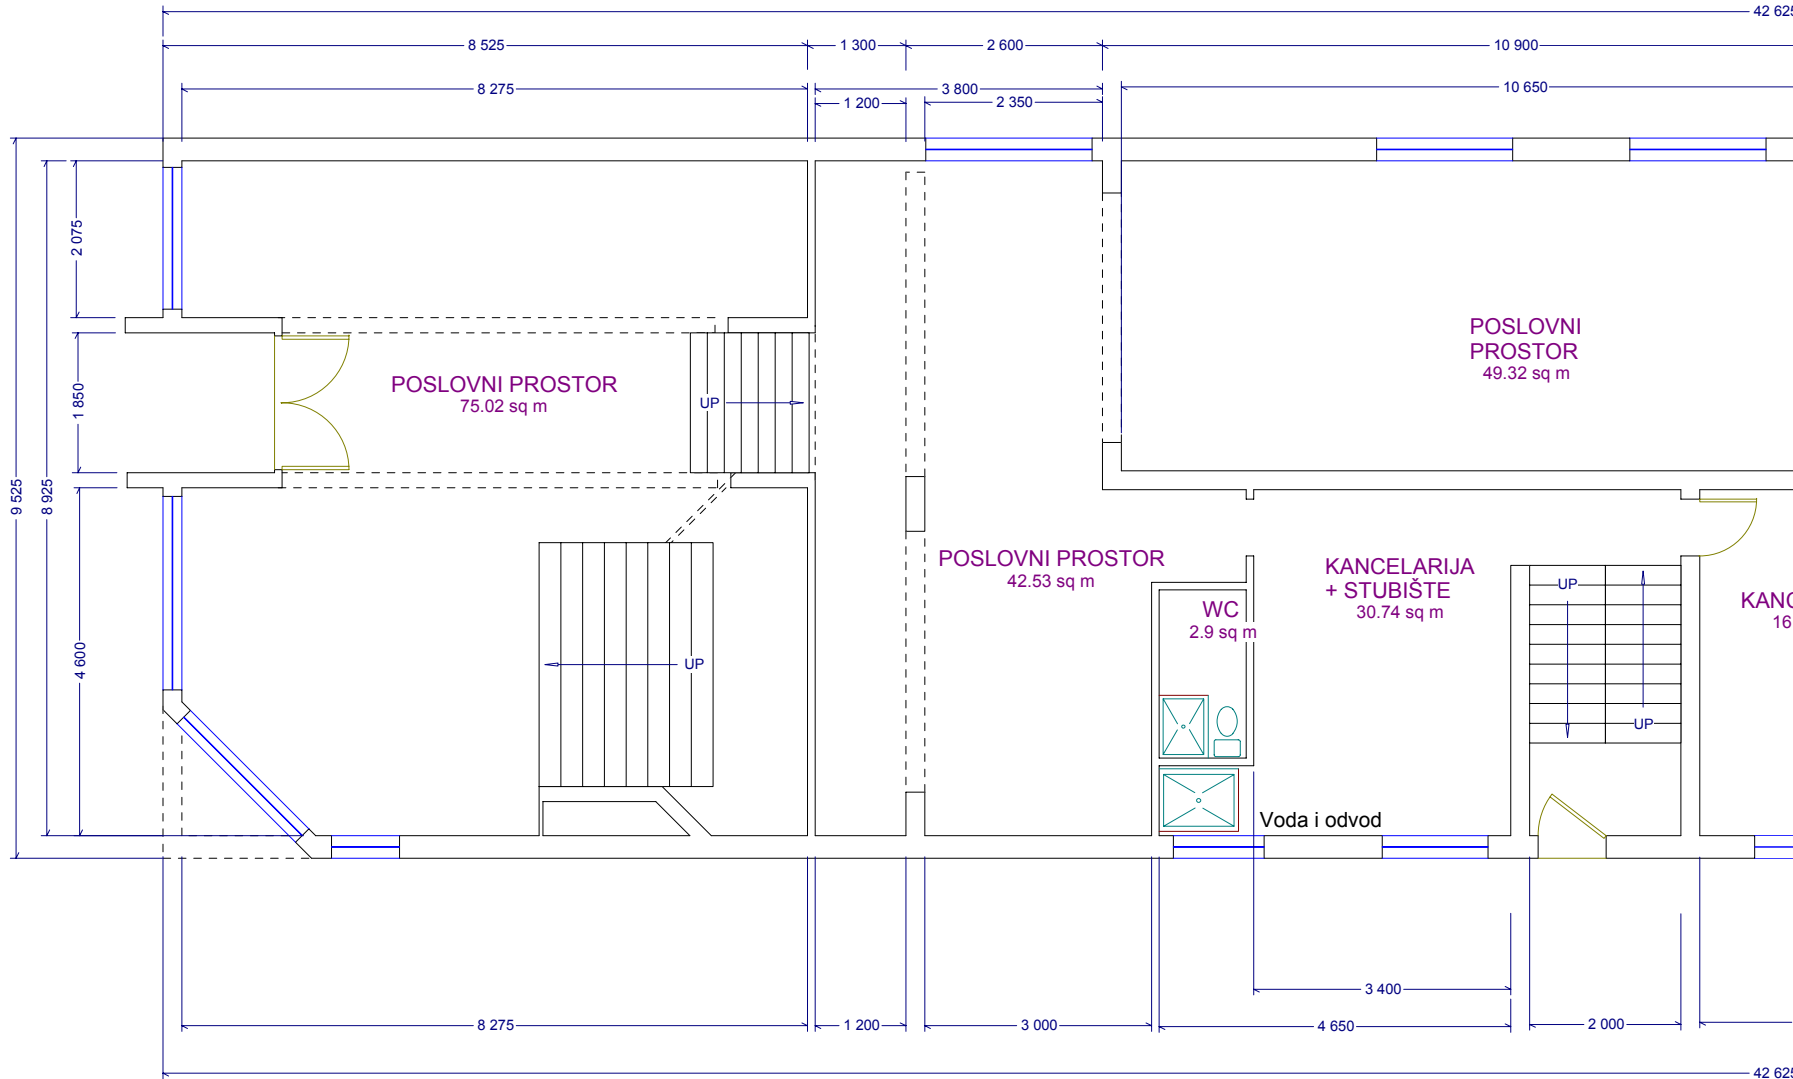 42 625
8 525
1 300
2 600
10 900
8 275
3 800
10 650
1 200
2 350
2 075
1 850
9 525
8 925
4 600
POSLOVNI PROSTOR
75.02 sq m
UP
POSLOVNI
PROSTOR
49.32 sq m
POSLOVNI PROSTOR
42.53 sq m
KANCELARIJA
+ STUBIŠTE
30.74 sq m
WC
2.9 sq m
UP
UP
UP
KANC
16
Voda i odvod
3 400
8 275
1 200
3 000
4 650
2 000
42 625